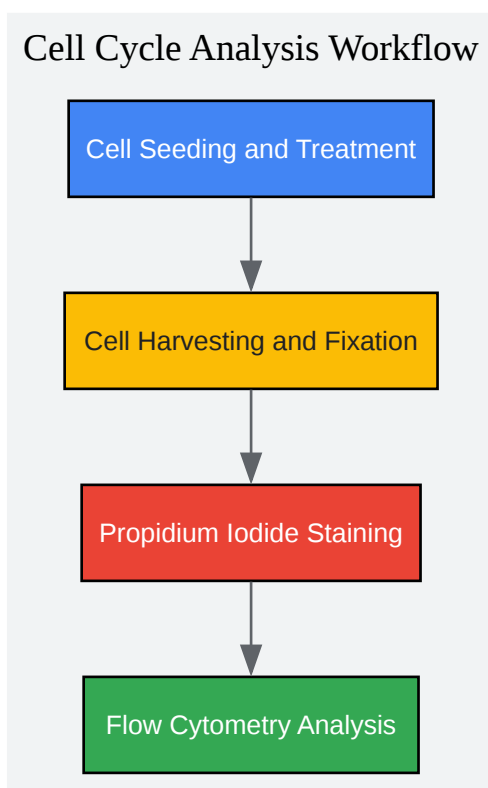 Cell Cycle Analysis Workflow
Cell Seeding and Treatment
Cell Harvesting and Fixation
Propidium Iodide Staining
Flow Cytometry Analysis